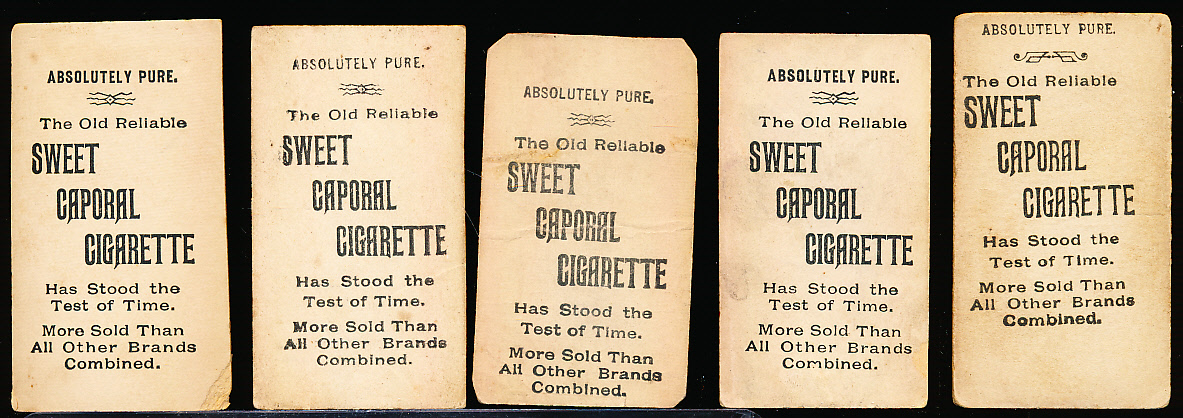 ABSOLUTELY PURE.
The Old Reliable
SWEET
CAPORAL
CIGARETTE
Has Stood the
Test of Time.
More Sold Than
All Other Brands
Combined.
ABSOLUTELY PURE.
The Old Reliable
SWEET
CAPORAL
CIGARETTE
Has Stood the
Test of Time.
More Sold Than
All Other Brands
Combined.
ABSOLUTELY PURE.
The Old Reliable
SWEET
CAPORAL
CIGARETTE
Has Stood the
Test of Time.
More Sold Than
All Other Brands
Combined.
ABSOLUTELY PURE.
The Old Reliable
SWEET
CAPORAL
CIGARETTE
Has Stood the
Test of Time.
More Sold Than
All Other Brands
Combined.
ABSOLUTELY PURE.
The Old Reliable
SWEET
CAPORAL
CIGARETTE
Has Stood the
Test of Time.
More Sold Than
All Other Brands
Combined.